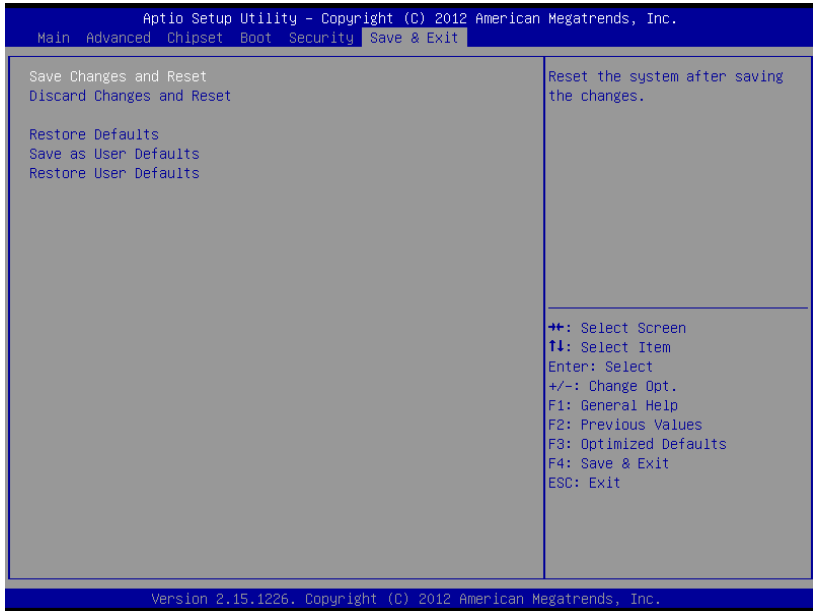 Aptio Setup Utility – Copyright (C) 2012 American Megatrends, Inc.
Main Advanced Chipset Boot Security Save & Exit
Save Changes and Reset
Discard Changes and Reset
Restore Defaults
Save as User Defaults
Restore User Defaults
Reset the system after saving
the changes.
→←: Select Screen
↑↓: Select Item
Enter: Select
+/-: Change Opt.
F1: General Help
F2: Previous Values
F3: Optimized Defaults
F4: Save & Exit
ESC: Exit
Version 2.15.1226. Copyright (C) 2012 American Megatrends, Inc.